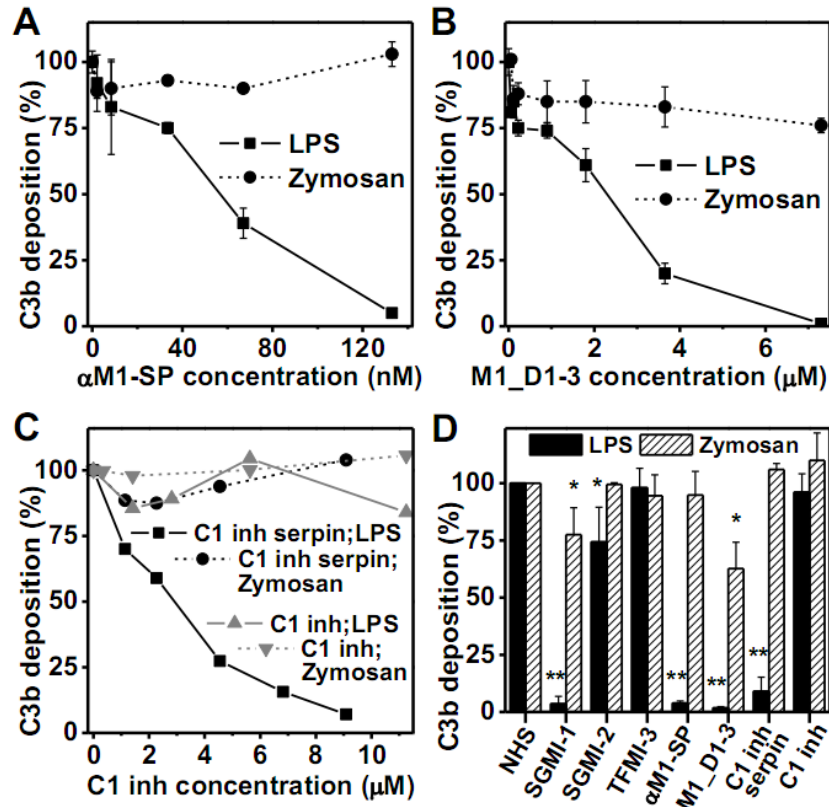 A
C3b deposition (%)
100
75
50
25
0
LPS
Zymosan
0
40
80
120
αM1-SP concentration (nM)
B
C3b deposition (%)
100
75
50
25
0
LPS
Zymosan
0
2
4
6
M1_D1-3 concentration (μM)
C
C3b deposition (%)
100
75
50
25
0
C1 inh serpin;LPS
C1 inh serpin;
Zymosan
C1 inh;LPS
C1 inh;
Zymosan
0
2
4
6
8
10
C1 inh concentration (μM)
D
C3b deposition (%)
100
75
50
25
0
LPS
Zymosan
**
*
*
**
**
*
**
NHS
SGMI-1
SGMI-2
TFMI-3
αM1-SP
M1_D1-3
C1 inh
serpin
C1 inh